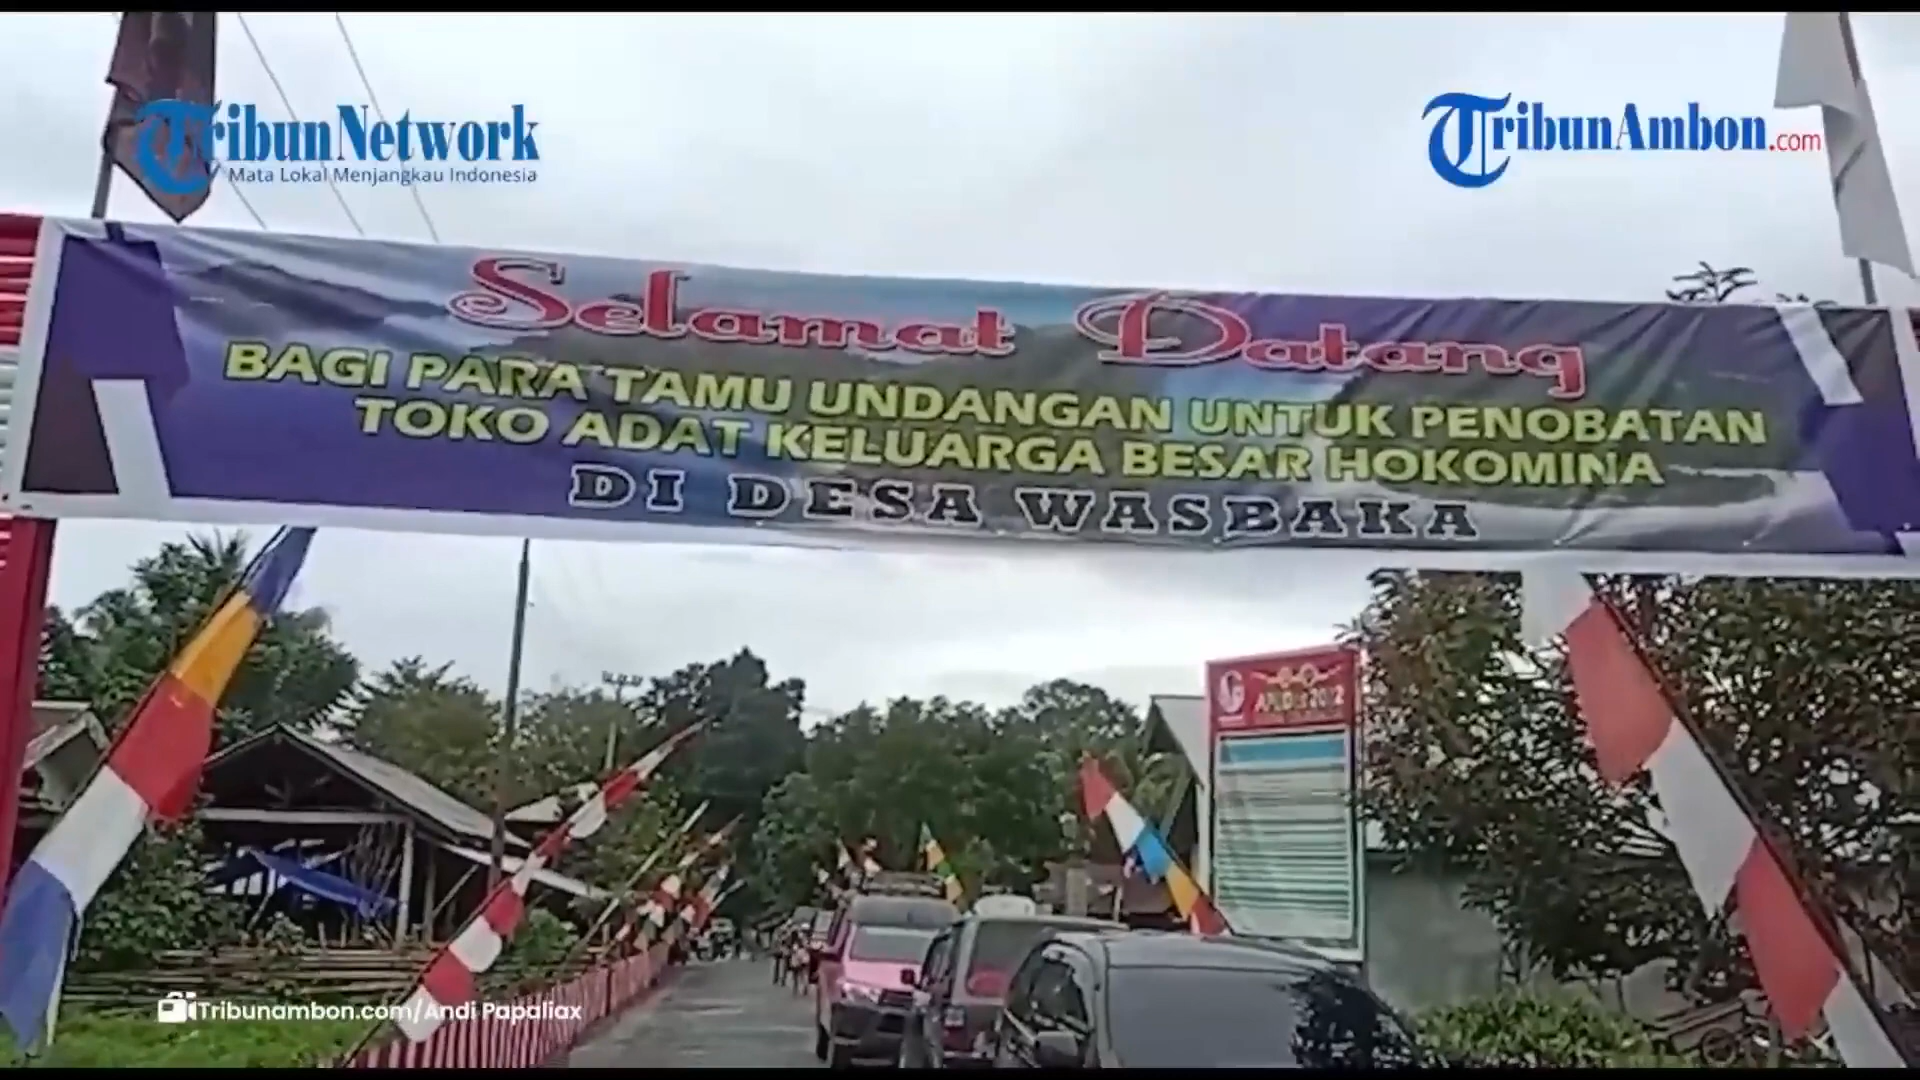 TribunNetwork
Mata Lokal Menjangkau Indonesia
TribunAmbon.com
Selamat Datang
BAGI PARA TAMU UNDANGAN UNTUK PENOBATAN
TOKO ADAT KELUARGA BESAR HOKOMINA
DI DESA WASBAKA
Tribunambon.com/Andi Papaliax